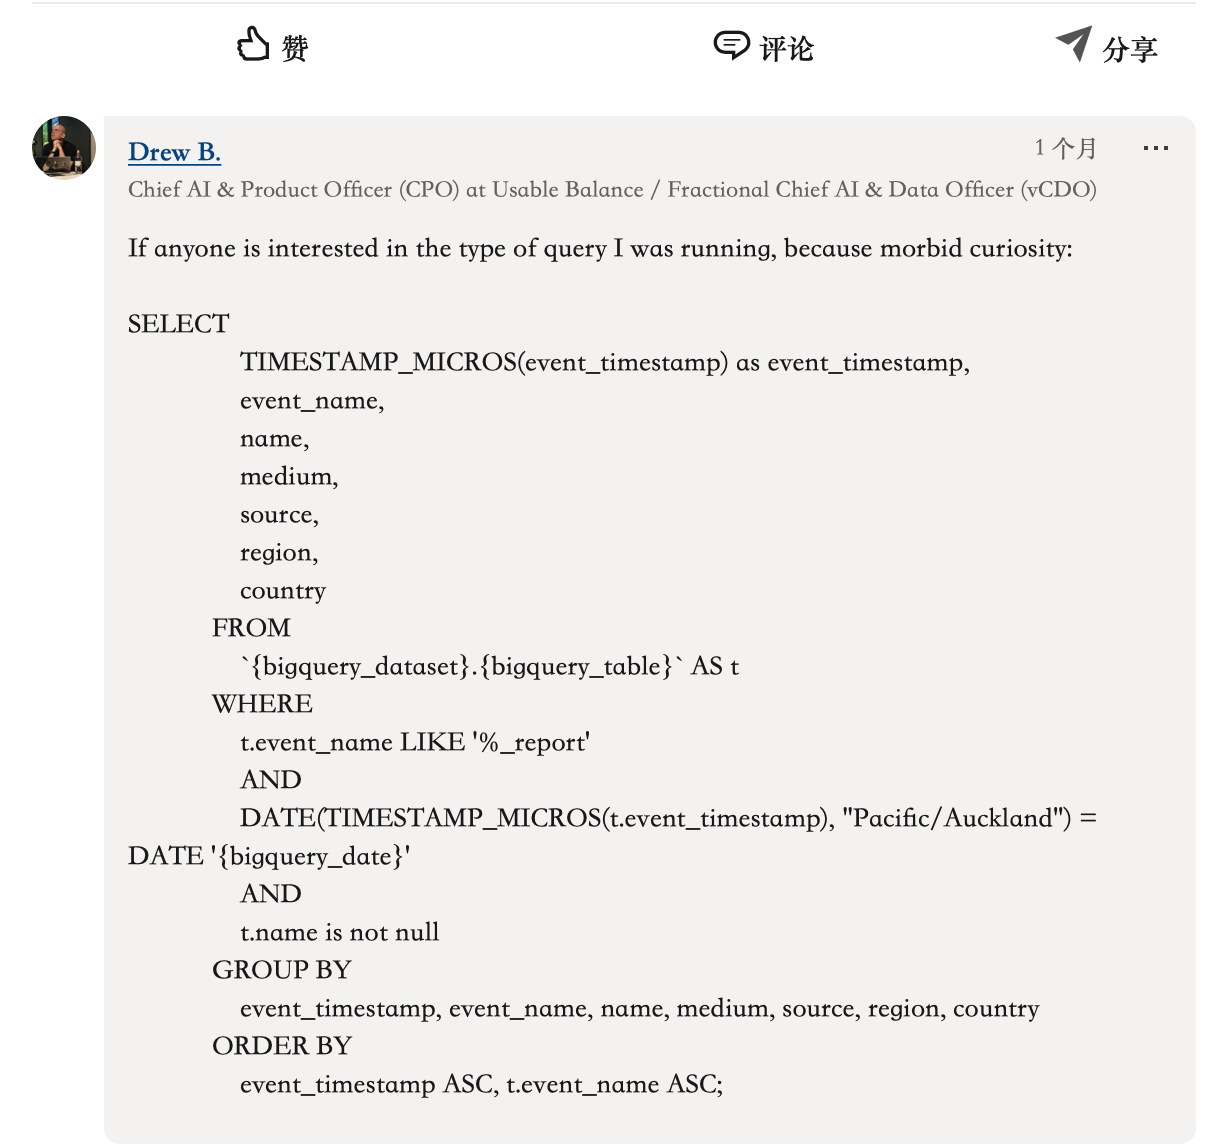 赞
评论
分享
Drew B.
1 个月
Chief AI & Product Officer (CPO) at Usable Balance / Fractional Chief AI & Data Officer (vCDO)
If anyone is interested in the type of query I was running, because morbid curiosity:
SELECT
TIMESTAMP_MICROS(event_timestamp) as event_timestamp,
event_name,
name,
medium,
source,
region,
country
FROM
`{bigquery_dataset}.{bigquery_table}` AS t
WHERE
t.event_name LIKE '%_report'
AND
DATE(TIMESTAMP_MICROS(t.event_timestamp), "Pacific/Auckland") =
DATE '{bigquery_date}'
AND
t.name is not null
GROUP BY
event_timestamp, event_name, name, medium, source, region, country
ORDER BY
event_timestamp ASC, t.event_name ASC;